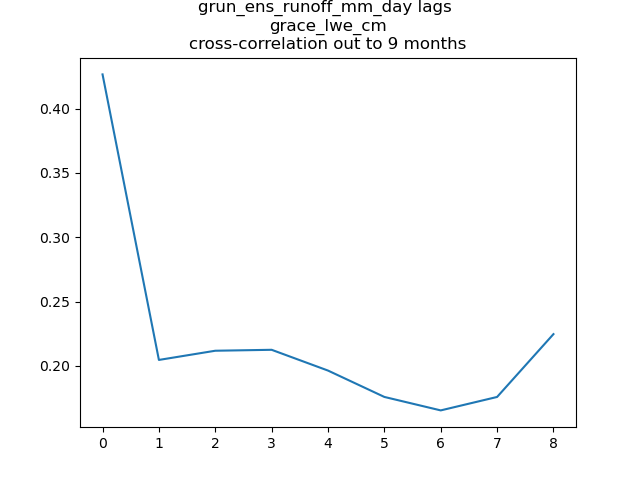 grun_ens_runoff_mm_day lags
grace_lwe_cm
cross-correlation out to 9 months
0.40
0.35
0.30
0.25
0.20
0 1 2 3 4 5 6 7 8